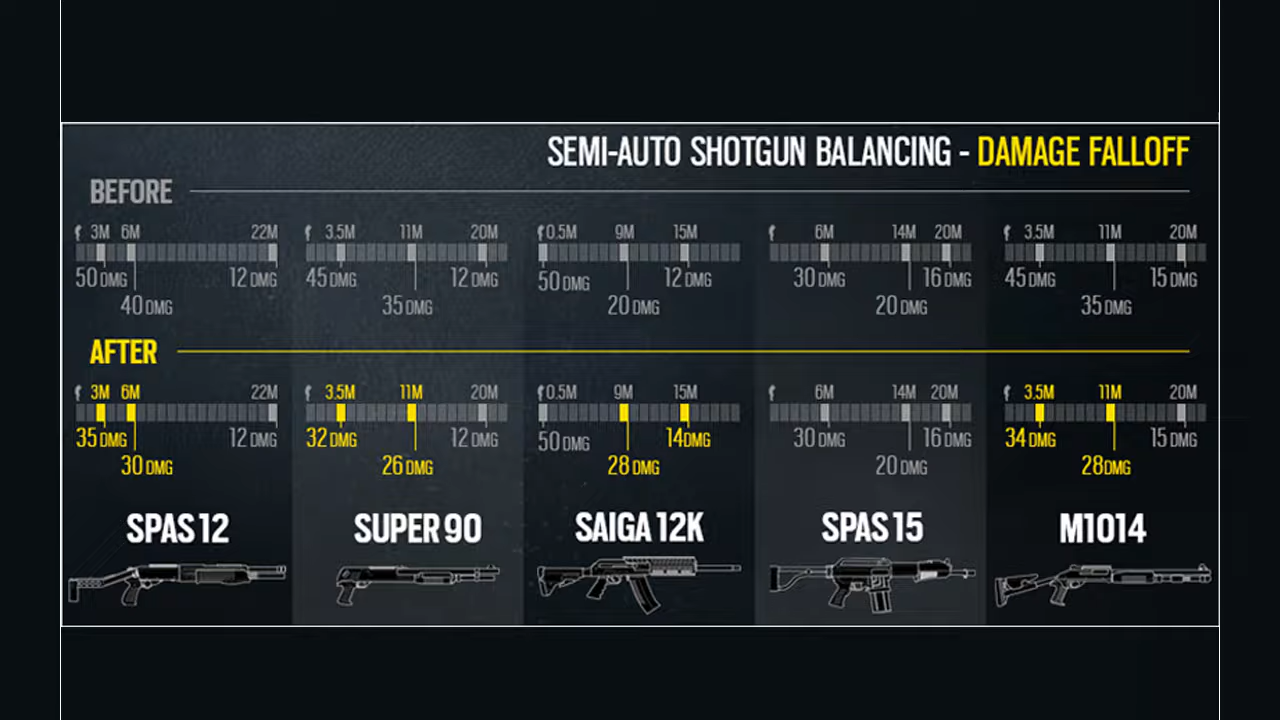 SEMI-AUTO SHOTGUN BALANCING - DAMAGE FALLOFF
BEFORE
3M 6M 22M 3.5M 11M 20M 0.5M 9M 15M 6M 14M 20M 3.5M 11M 20M
50 DMG 12 DMG 45 DMG 12 DMG 50 DMG 12 DMG 30 DMG 16 DMG 45 DMG 15 DMG
40 DMG 35 DMG 20 DMG 20 DMG 35 DMG
AFTER
3M 6M 22M 3.5M 11M 20M 0.5M 9M 15M 6M 14M 20M 3.5M 11M 20M
35 DMG 12 DMG 32 DMG 12 DMG 50 DMG 14DMG 30 DMG 16 DMG 34 DMG 15 DMG
30 DMG 26 DMG 28 DMG 20 DMG 28DMG
SPAS 12 SUPER 90 SAIGA 12K SPAS 15 M1014